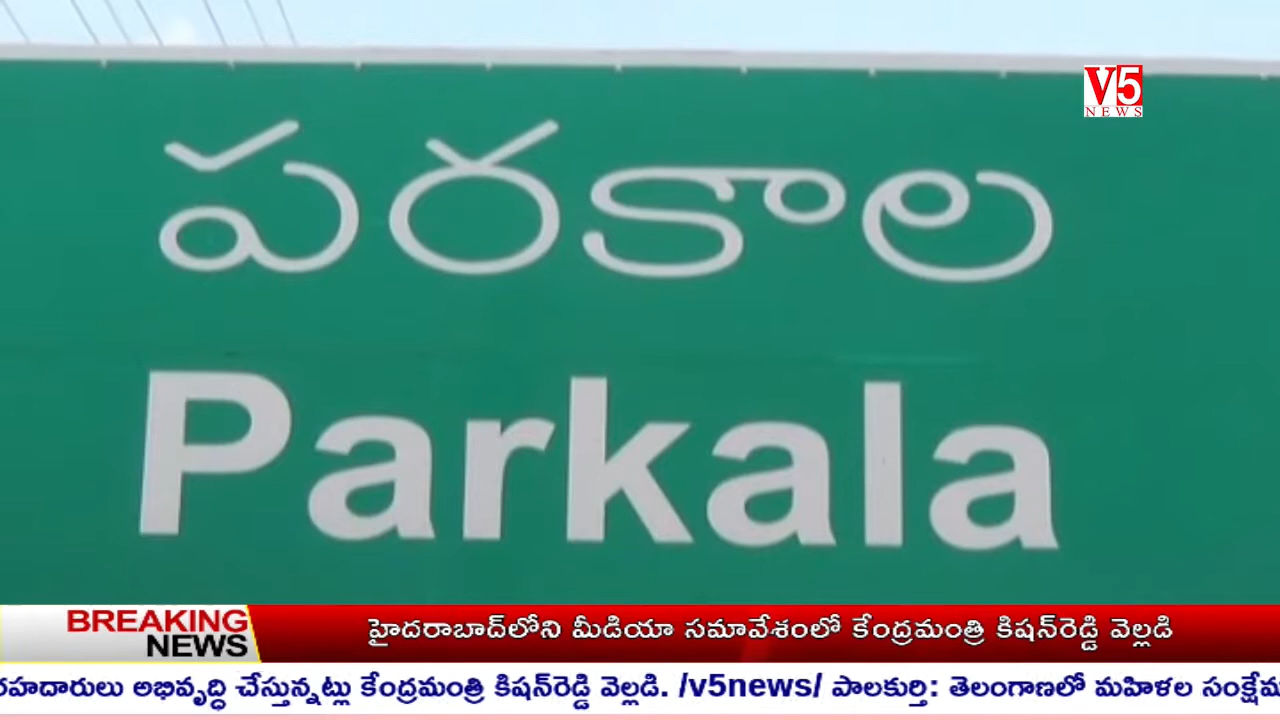 V5
NEWS
పరకాల
Parkala
BREAKING
NEWS
హైదరాబాద్‌లోని మీడియా సమావేశంలో కేంద్రమంత్రి కిషన్‌రెడ్డి వెల్లడి
రహదారులు అభివృద్ధి చేస్తున్నట్లు కేంద్రమంత్రి కిషన్‌రెడ్డి వెల్లడి. /v5news/ పాలకుర్తి: తెలంగాణలో మహిళల సంక్షేమ